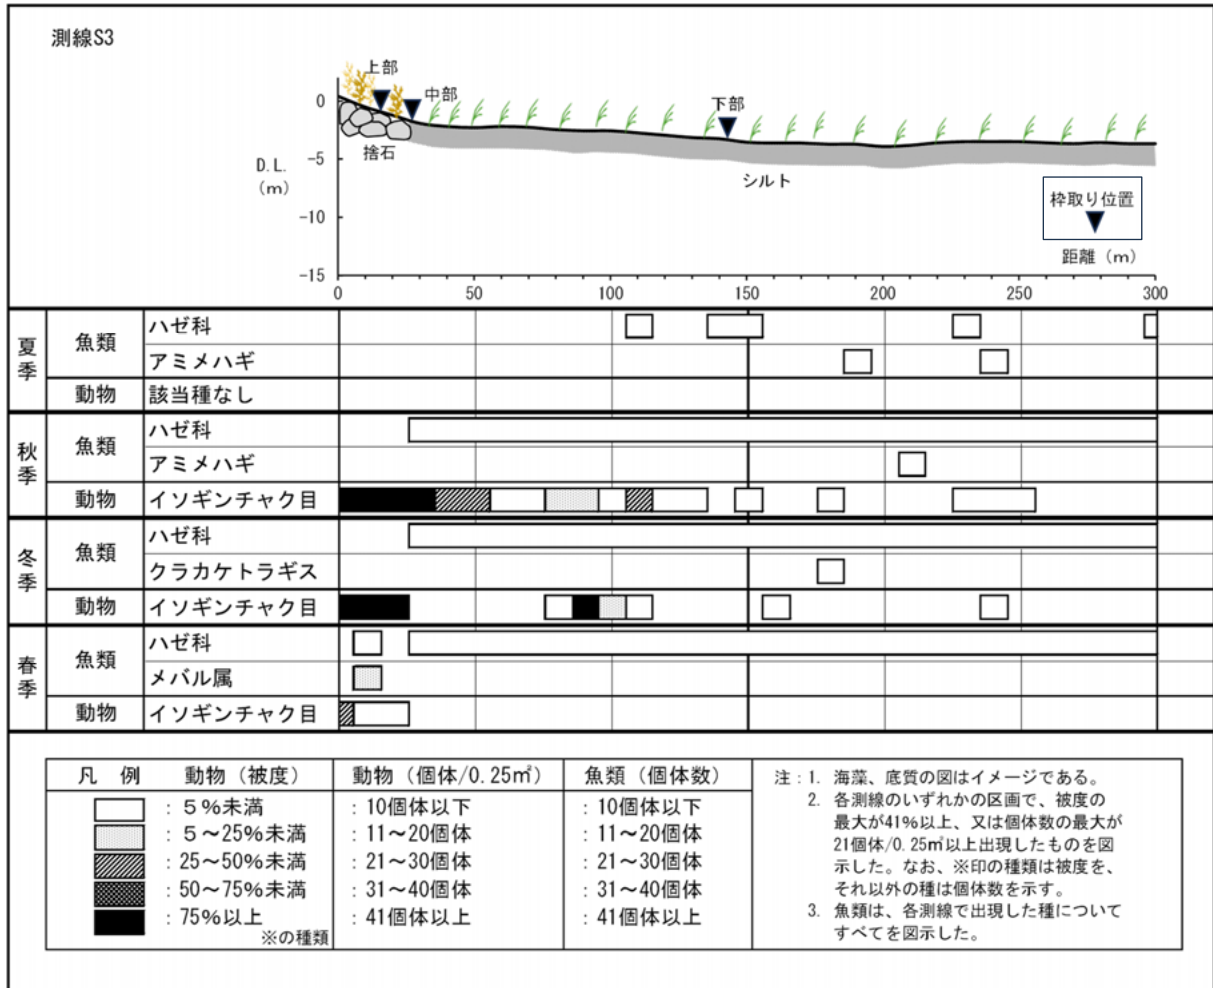 測線S3
上部
中部
下部
0
-5
-10
-15
D.L.
(m)
捨石
シルト
枠取り位置
距離 (m)
0 50 100 150 200 250 300
夏季 魚類 ハゼ科
アミメハギ
動物 該当種なし
秋季 魚類 ハゼ科
アミメハギ
動物 イソギンチャク目
冬季 魚類 ハゼ科
クラカケトラギス
動物 イソギンチャク目
春季 魚類 ハゼ科
メバル属
動物 イソギンチャク目
凡 例 動物(被度) 動物(個体/0.25㎡) 魚類(個体数)
:5%未満 :10個体以下 :10個体以下
:5~25%未満 :11~20個体 :11~20個体
:25~50%未満 :21~30個体 :21~30個体
:50~75%未満 :31~40個体 :31~40個体
:75%以上 :41個体以上 :41個体以上
※の種類
注:1. 海藻、底質の図はイメージである。
2. 各測線のいずれかの区画で、被度の
最大が41%以上、又は個体数の最大が
21個体/0.25㎡以上出現したものを図
示した。なお、※印の種類は被度を、
それ以外の種は個体数を示す。
3. 魚類は、各測線で出現した種について
すべてを図示した。